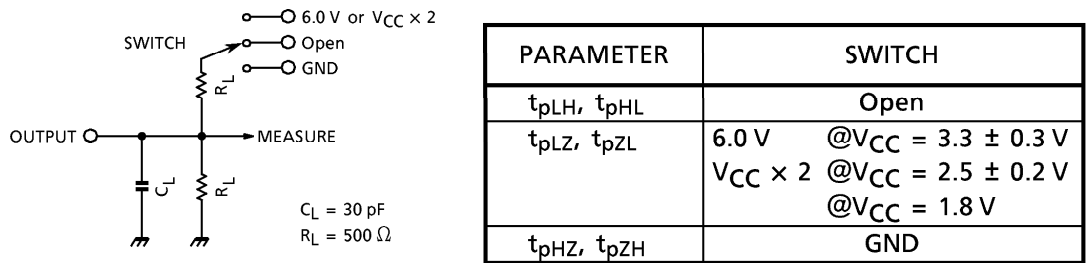 6.0 V or VCC × 2
SWITCH
Open
GND
RL
OUTPUT
MEASURE
CL
RL
CL = 30 pF
RL = 500 Ω
PARAMETER SWITCH
tpLH, tpHL Open
tpLZ, tpZL 6.0 V @VCC = 3.3 ± 0.3 V
VCC × 2 @VCC = 2.5 ± 0.2 V
@VCC = 1.8 V
tpHZ, tpZH GND